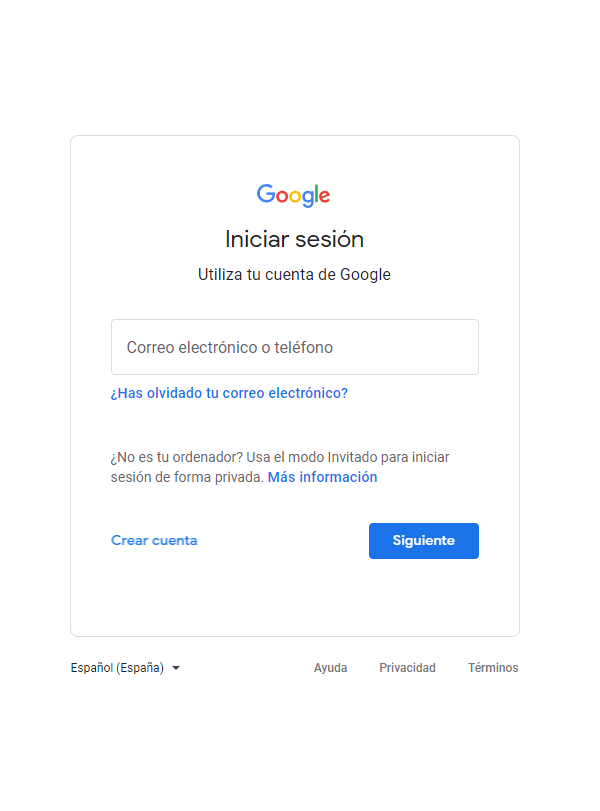 Google
Iniciar sesión
Utiliza tu cuenta de Google
Correo electrónico o teléfono
¿Has olvidado tu correo electrónico?
¿No es tu ordenador? Usa el modo Invitado para iniciar
sesión de forma privada. Más información
Crear cuenta
Siguiente
Español (España)
Ayuda
Privacidad
Términos